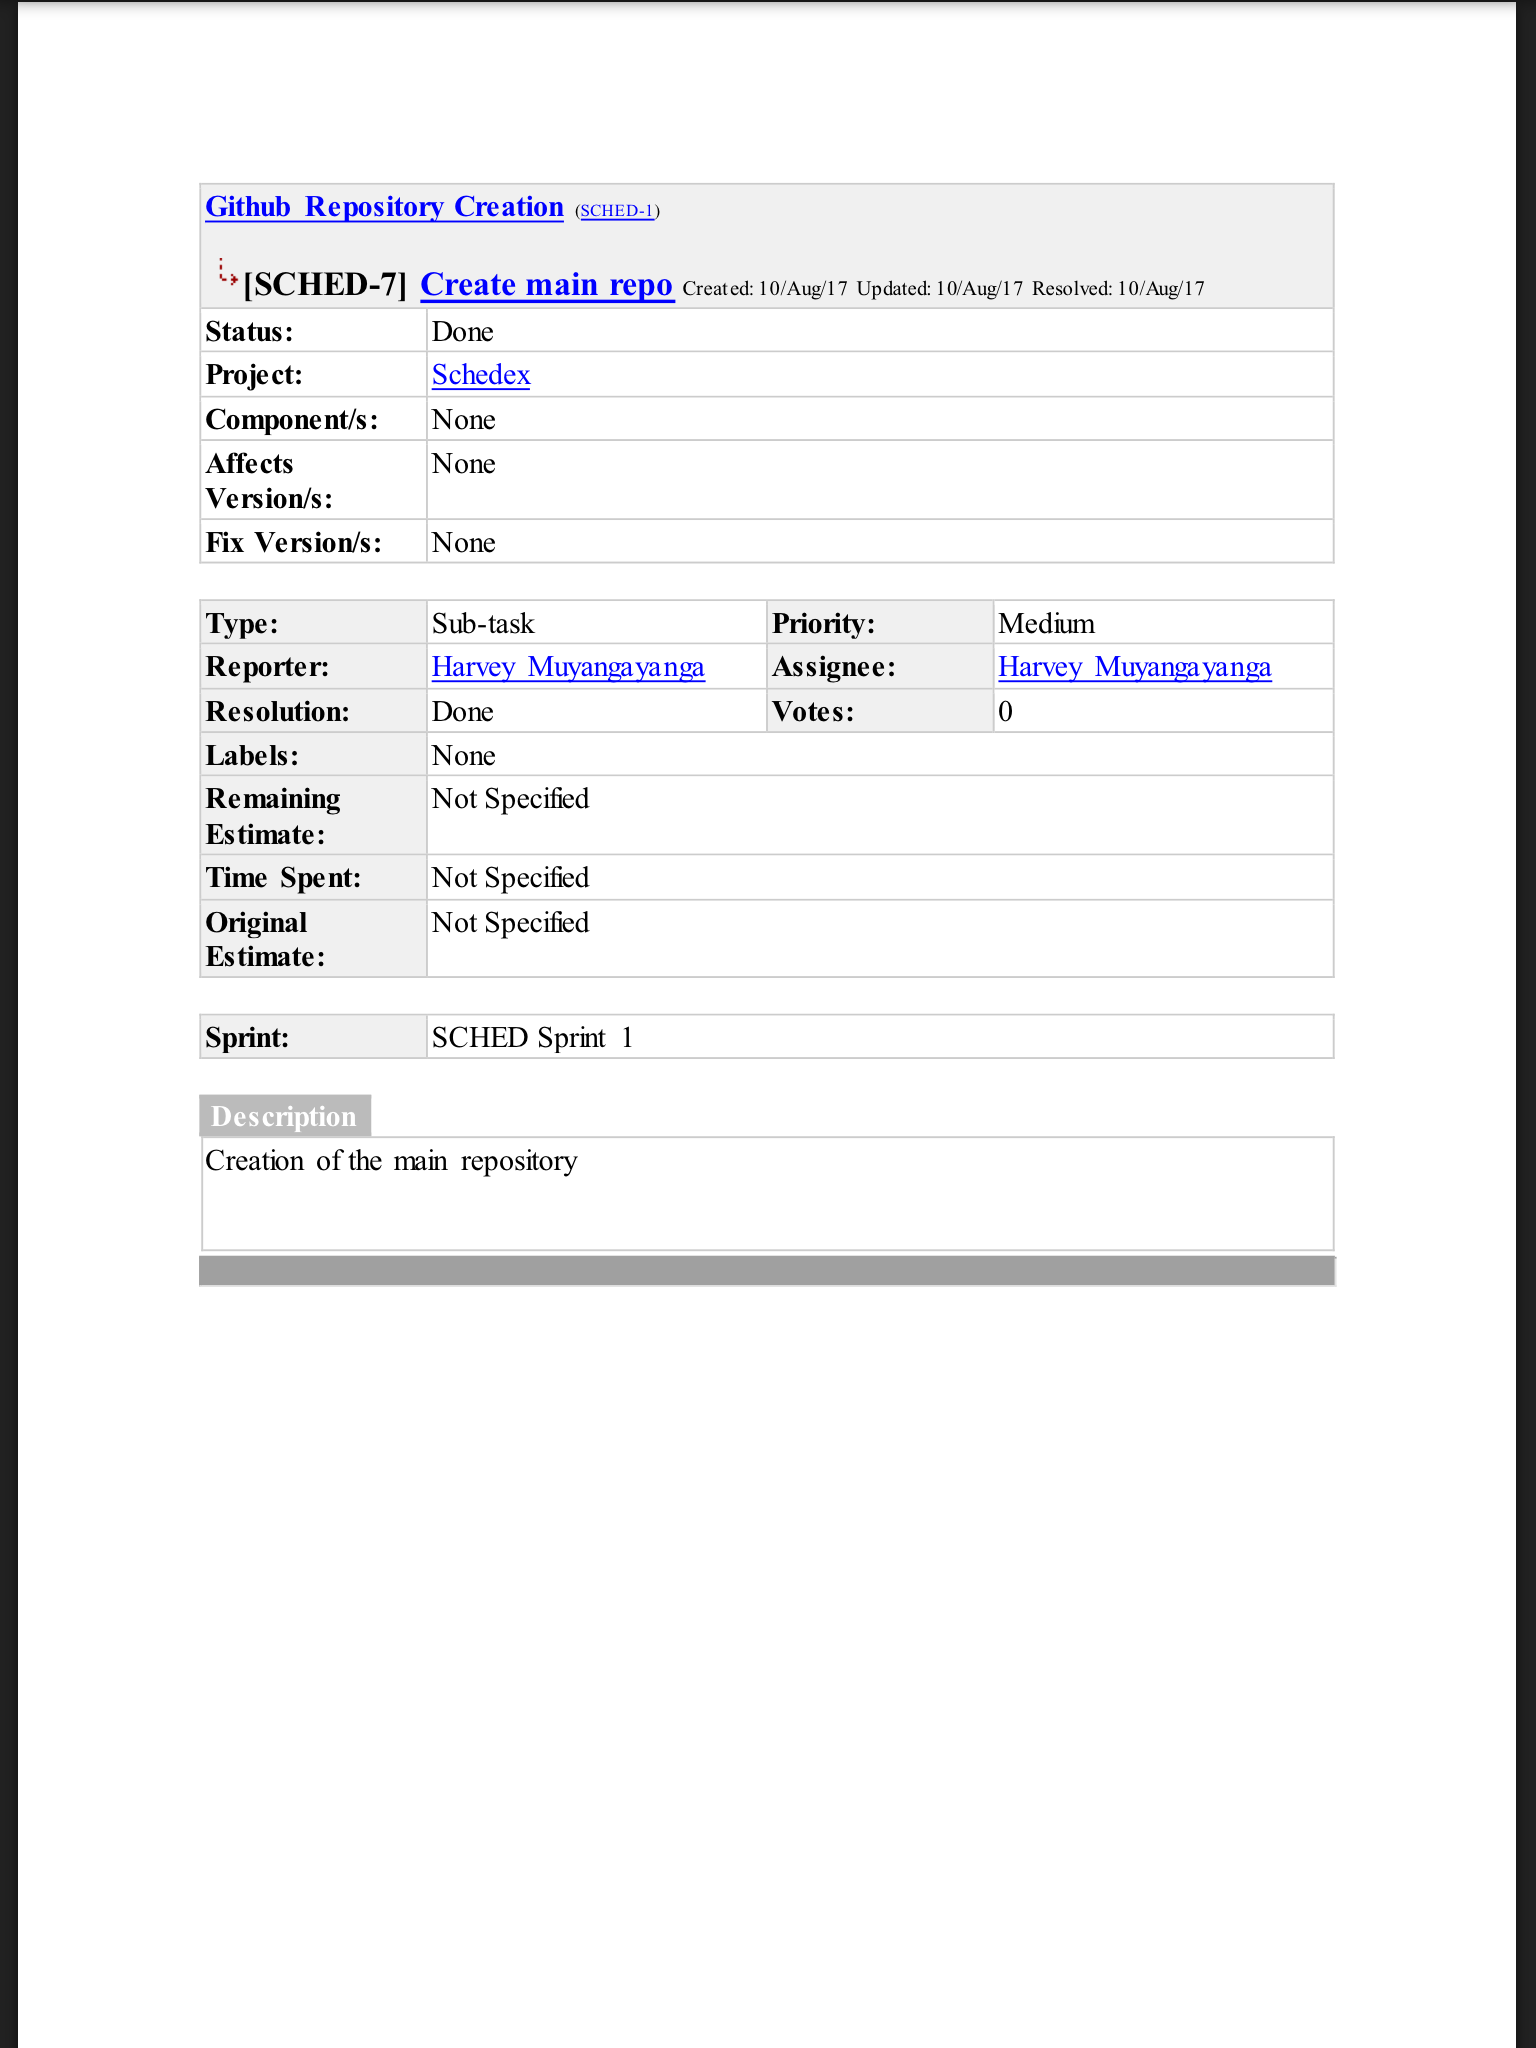 Github Repository Creation (SCHED-1)
[SCHED-7] Create main repo Created: 10/Aug/17 Updated: 10/Aug/17 Resolved: 10/Aug/17
Status: Done
Project: Schedex
Component/s: None
Affects None
Version/s:
Fix Version/s: None
Type: Sub-task Priority: Medium
Reporter: Harvey Muyangayanga Assignee: Harvey Muyangayanga
Resolution: Done Votes: 0
Labels: None
Remaining Not Specified
Estimate:
Time Spent: Not Specified
Original Not Specified
Estimate:
Sprint: SCHED Sprint 1
Description
Creation of the main repository